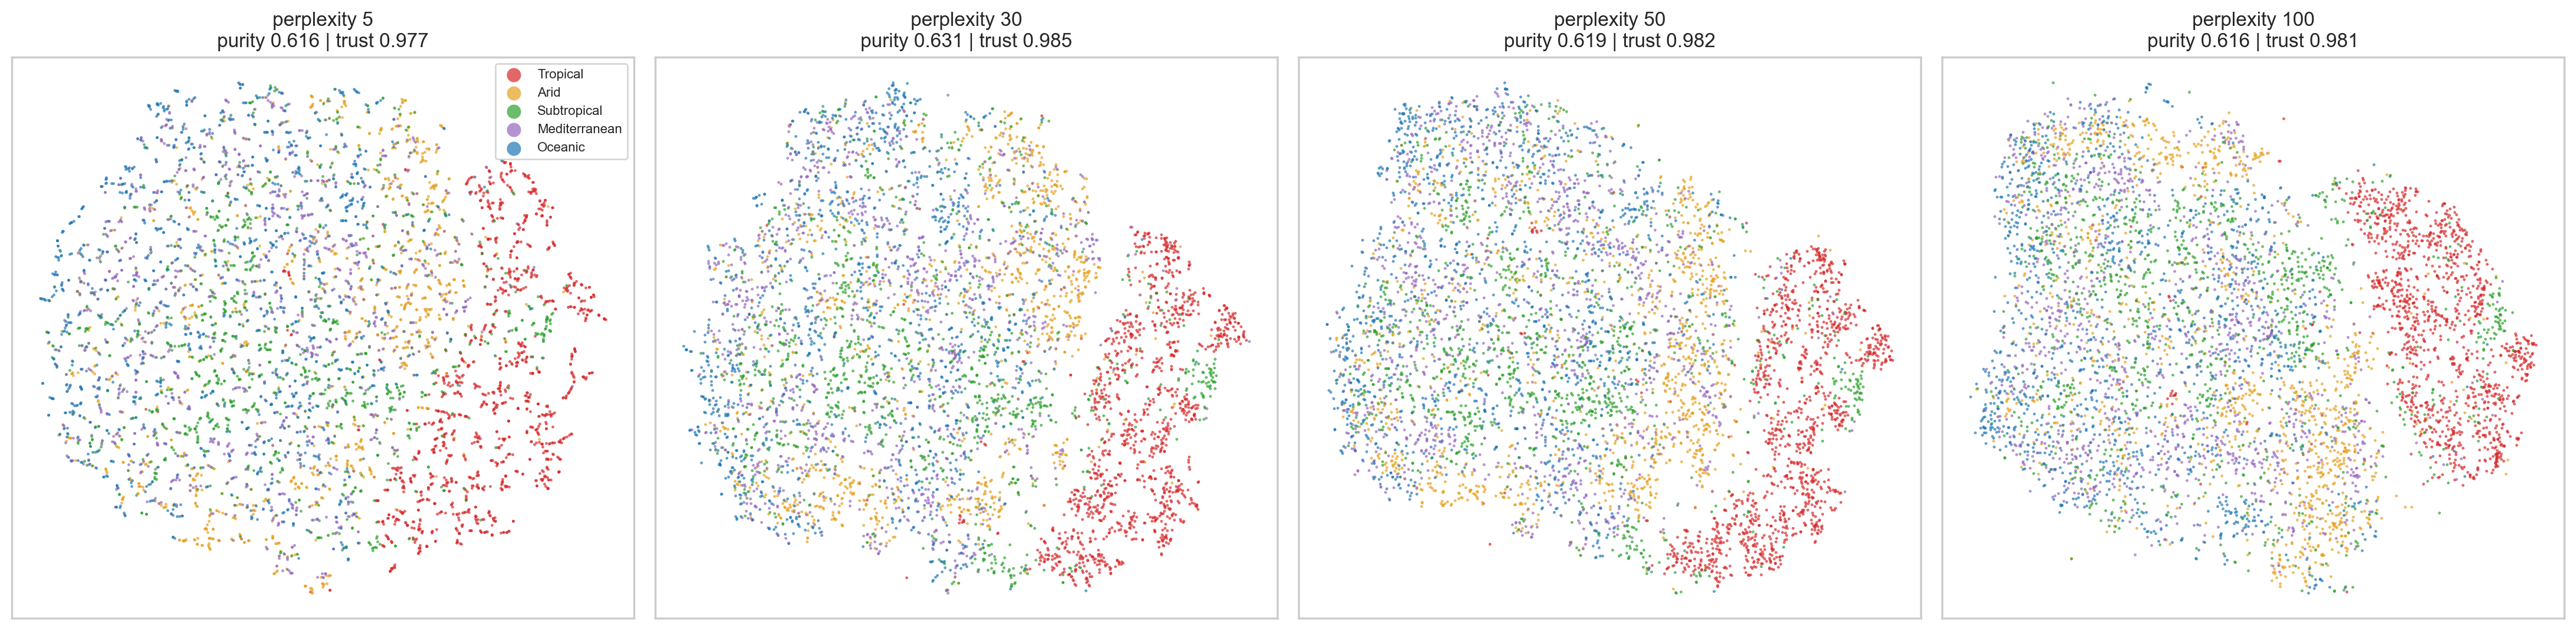 perplexity 5
purity 0.616 | trust 0.977
Tropical
Arid
Subtropical
Mediterranean
Oceanic
perplexity 30
purity 0.631 | trust 0.985
perplexity 50
purity 0.619 | trust 0.982
perplexity 100
purity 0.616 | trust 0.981